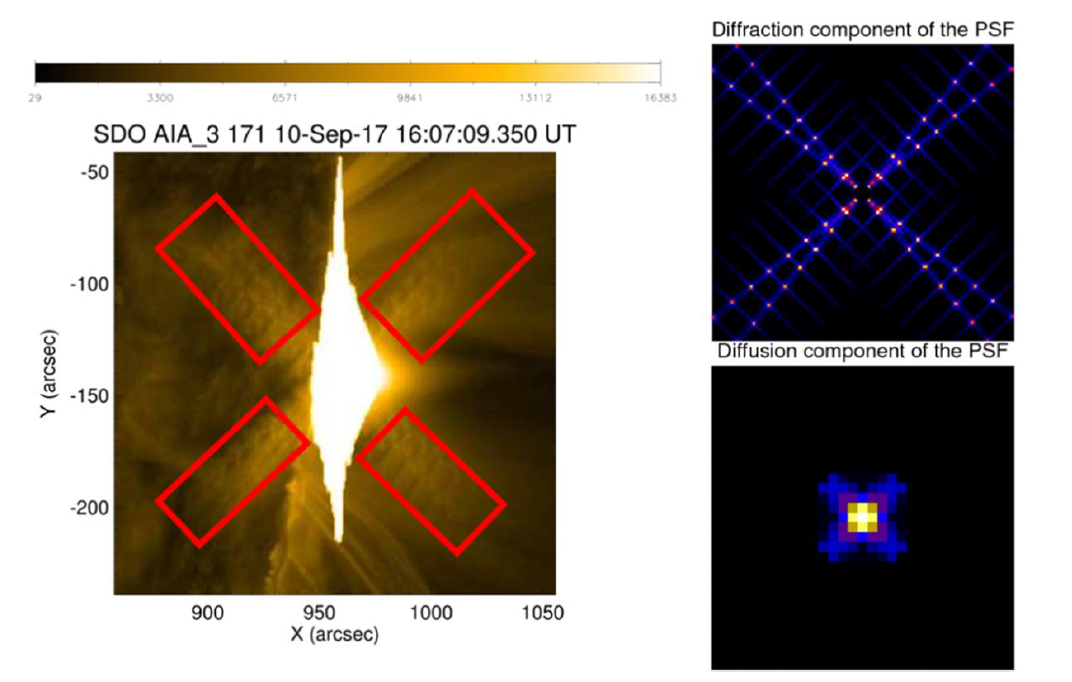 Diffraction component of the PSF
29 3300 6571 9841 13112 16383
SDO AIA_3 171 10-Sep-17 16:07:09.350 UT
-50
-100
-150
-200
Y (arcsec)
900 950 1000 1050
X (arcsec)
Diffusion component of the PSF